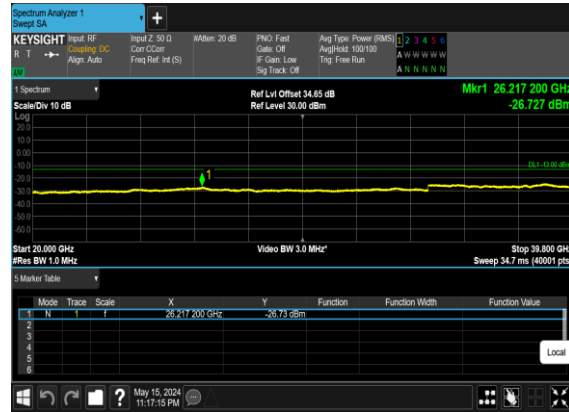 Spectrum Analyzer 1
Swept SA
+
KEYSIGHT
R T
Input: RF
Coupling: DC
Align: Auto
Input Z: 50 Ω
Corr CCorr
Freq Ref: Int (S)
#Atten: 20 dB
PNO: Fast
Gate: Off
IF Gain: Low
Sig Track: Off
Avg Type: Power (RMS)
Avg|Hold: 100/100
Trig: Free Run
1 2 3 4 5 6
A W W W W W
A N N N N N
1 Spectrum
Scale/Div 10 dB
Log
Ref Lvl Offset 34.65 dB
Ref Level 30.00 dBm
Mkr1 26.217 200 GHz
-26.727 dBm
20.0
10.0
0.00
-10.0
-20.0
-30.0
-40.0
-50.0
-60.0
1
DL1 -13.00 dBm
Start 20.000 GHz
#Res BW 1.0 MHz
Video BW 3.0 MHz*
Stop 39.800 GHz
Sweep 34.7 ms (40001 pts)
5 Marker Table
Mode Trace Scale X Y Function Function Width Function Value
1 N 1 f 26.217 200 GHz -26.73 dBm
2
3
4
5
6
Local
?
May 15, 2024
11:17:15 PM